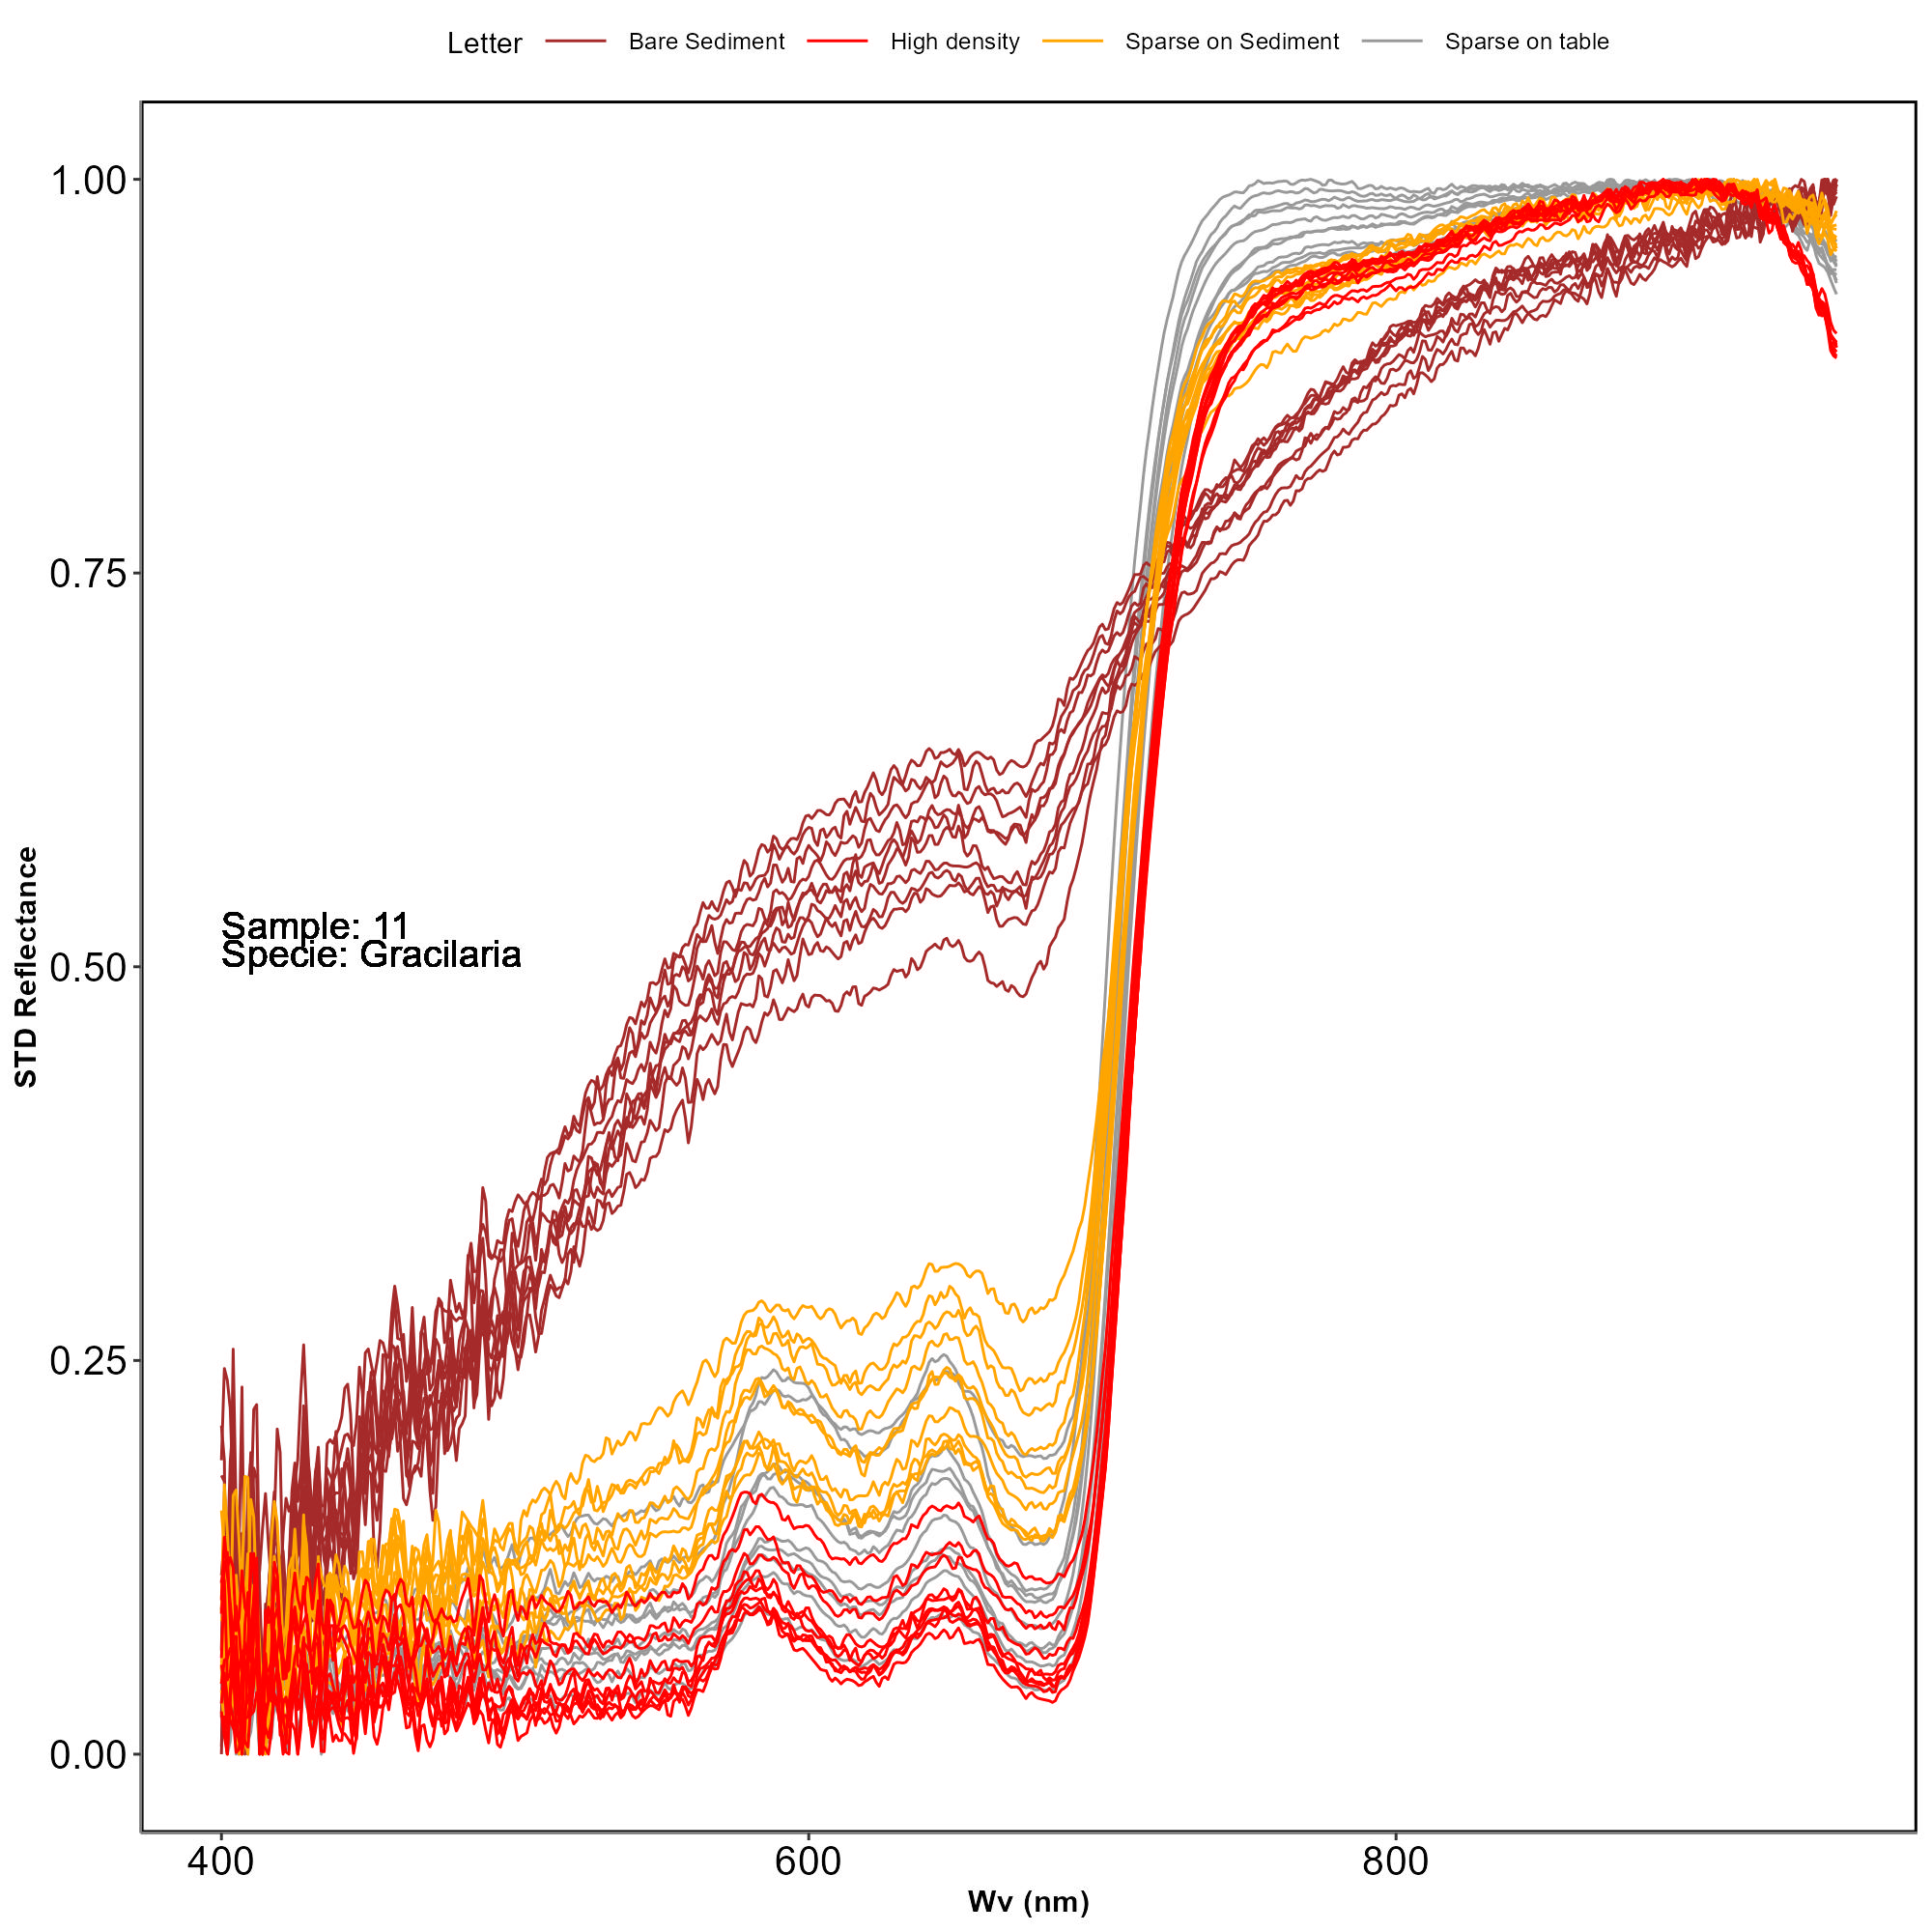 Letter Bare Sediment High density Sparse on Sediment Sparse on table
1.00
0.75
0.50
0.25
0.00
STD Reflectance
Sample: 11
Specie: Gracilaria
400 600 800
Wv (nm)